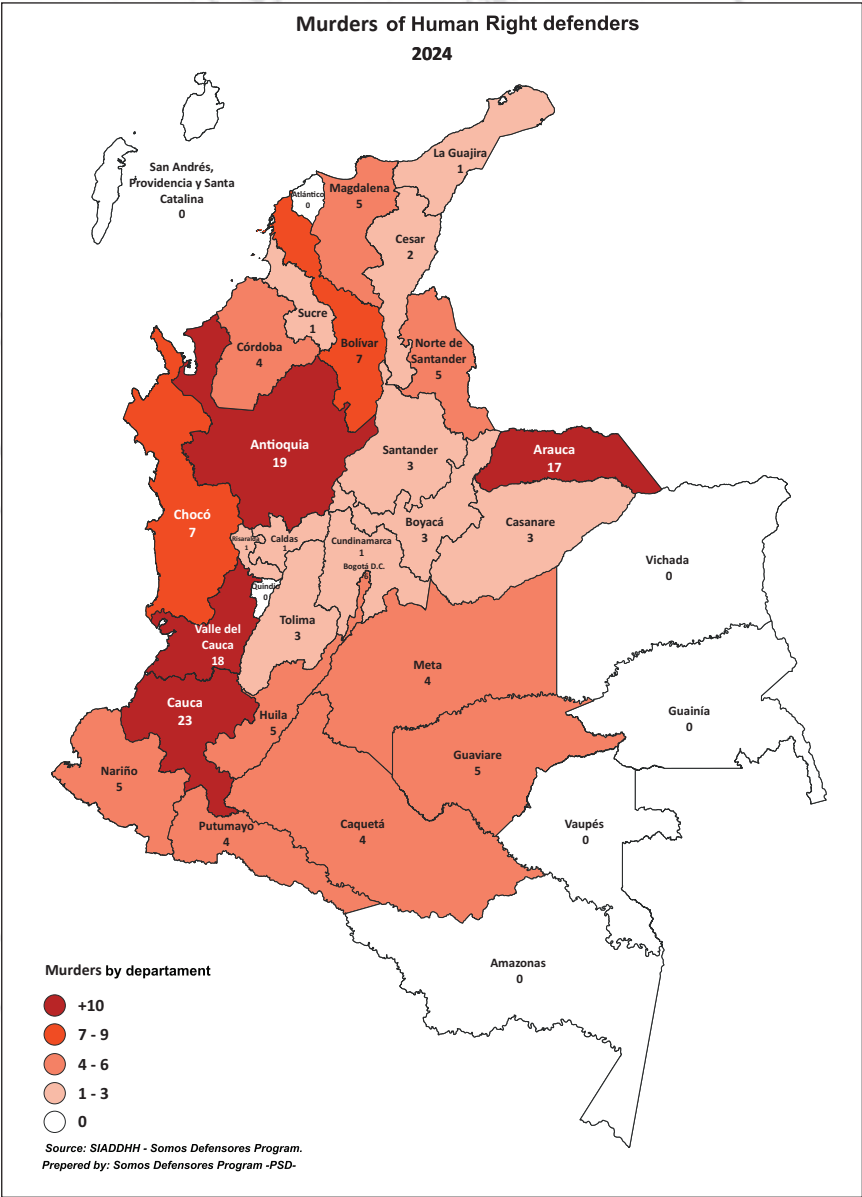 Murders of Human Right defenders
2024
San Andrés,
Providencia y Santa
Catalina
0
La Guajira
1
Atlántico
0
Magdalena
5
Cesar
2
Sucre
1
Córdoba
4
Bolívar
7
Norte de
Santander
5
Antioquia
19
Santander
3
Arauca
17
Chocó
7
Risaralda
1
Caldas
1
Cundinamarca
1
Bogotá D.C.
6
Boyacá
3
Casanare
3
Vichada
0
Quindío
0
Tolima
3
Valle del
Cauca
18
Meta
4
Cauca
23
Huila
5
Guainía
0
Guaviare
5
Nariño
5
Putumayo
4
Caquetá
4
Vaupés
0
Amazonas
0
Murders by departament
+10
7 - 9
4 - 6
1 - 3
0
Source: SIADDHH - Somos Defensores Program.
Prepered by: Somos Defensores Program -PSD-